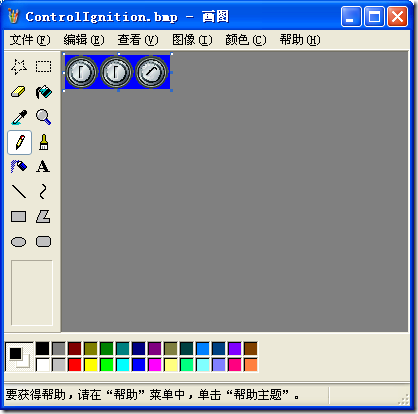 ControlIgnition.bmp - 画图
文件(F) 编辑(E) 查看(V) 图像(I) 颜色(C) 帮助(H)
A
要获得帮助，请在“帮助”菜单中，单击“帮助主题”。